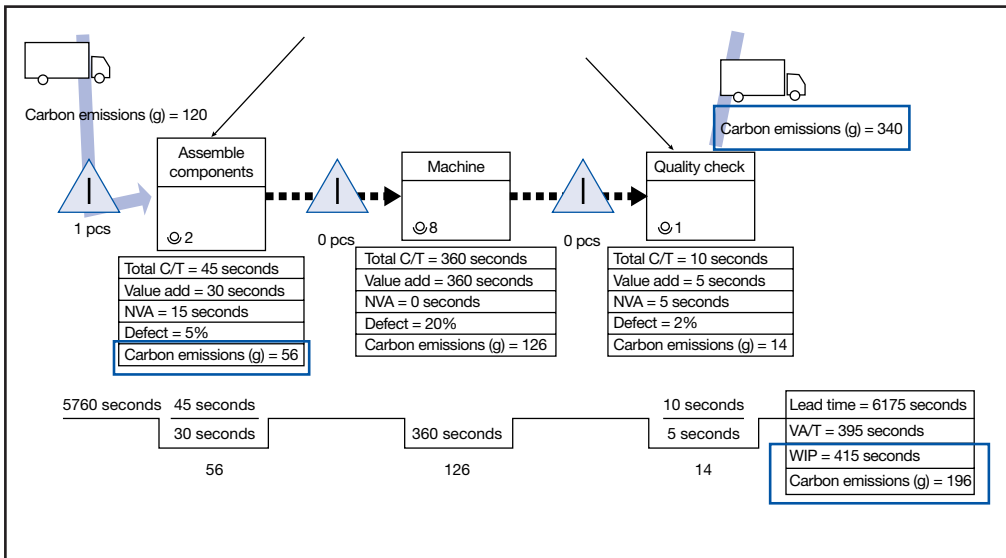 Carbon emissions (g) = 120
Carbon emissions (g) = 340
Assemble
components
Machine
Quality check
I
I
I
2
8
1
1 pcs
0 pcs
0 pcs
Total C/T = 45 seconds
Value add = 30 seconds
NVA = 15 seconds
Defect = 5%
Carbon emissions (g) = 56
Total C/T = 360 seconds
Value add = 360 seconds
NVA = 0 seconds
Defect = 20%
Carbon emissions (g) = 126
Total C/T = 10 seconds
Value add = 5 seconds
NVA = 5 seconds
Defect = 2%
Carbon emissions (g) = 14
5760 seconds
45 seconds
30 seconds
360 seconds
10 seconds
5 seconds
56
126
14
Lead time = 6175 seconds
VA/T = 395 seconds
WIP = 415 seconds
Carbon emissions (g) = 196